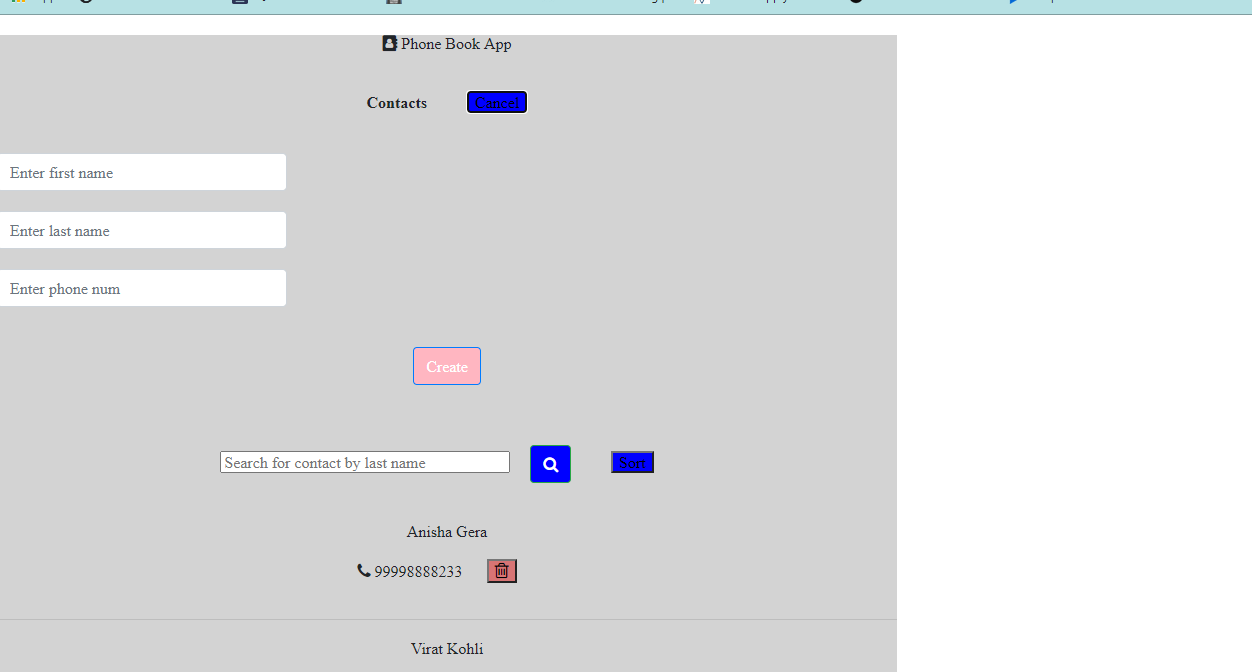 Phone Book App
Contacts Cancel
Enter first name
Enter last name
Enter phone num
Create
Search for contact by last name Sort
Anisha Gera
99998888233
Virat Kohli